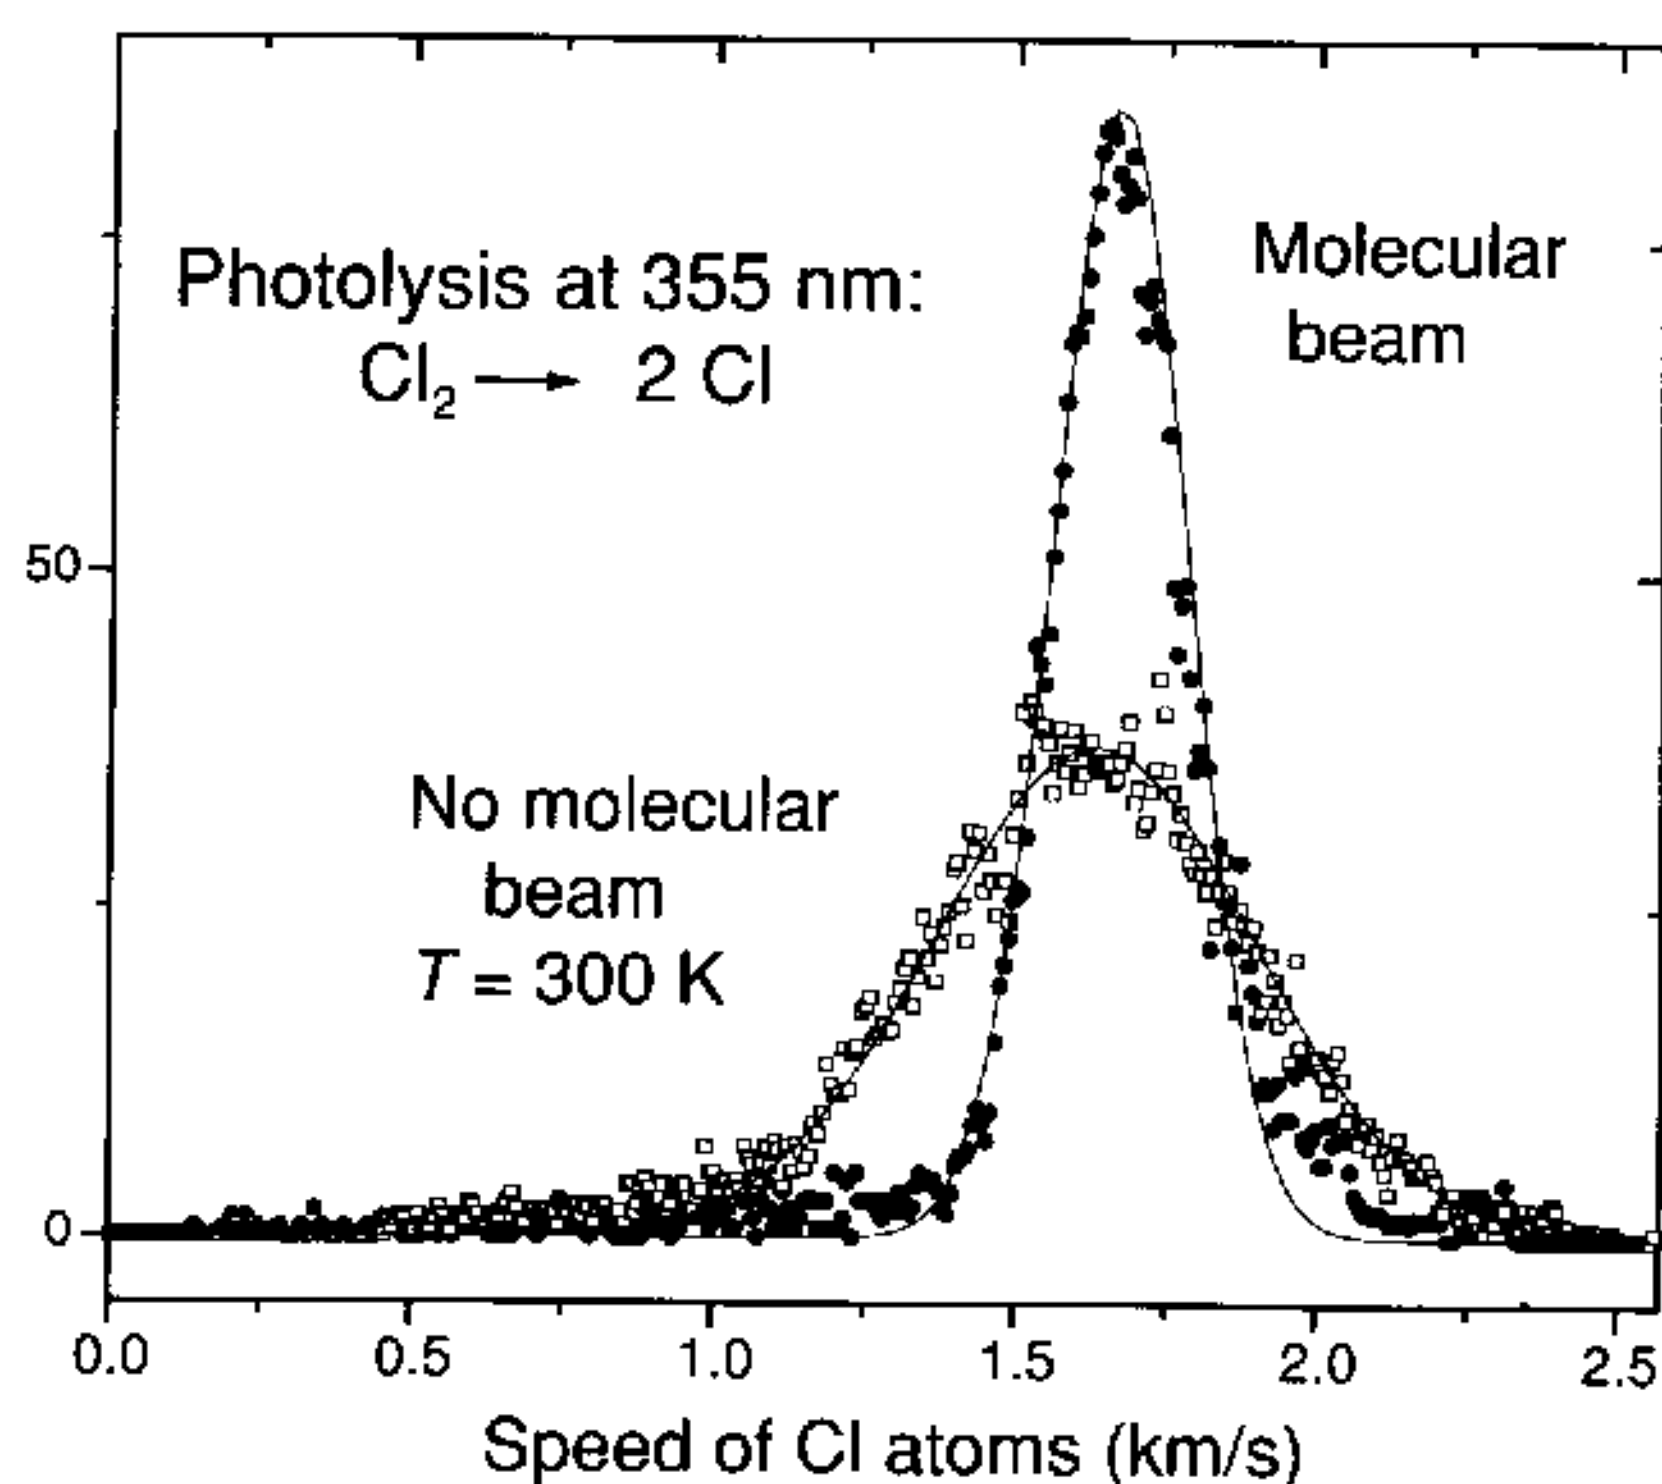 Photolysis at 355 nm:
Cl₂ → 2 Cl
Molecular
beam
50
No molecular
beam
T = 300 K
0
0.0 0.5 1.0 1.5 2.0 2.5
Speed of Cl atoms (km/s)